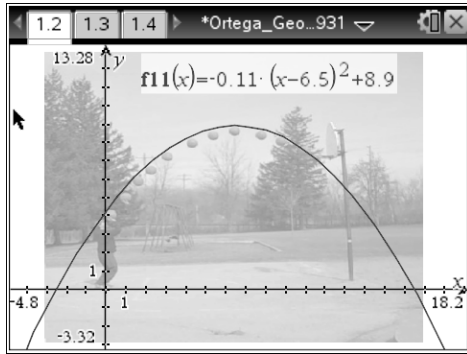 1.2 1.3 1.4 *Ortega_Geo…931
13.28 y
f11(x)=-0.11·(x-6.5)²+8.9
1
x
-4.8 1 18.2
-3.32